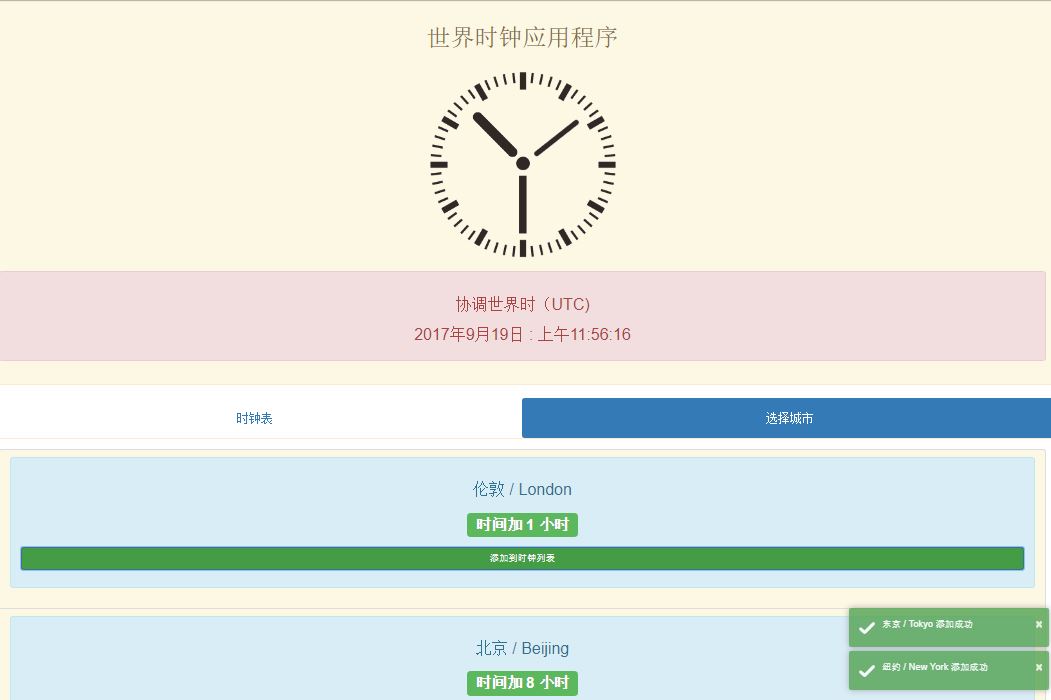 世界时钟应用程序
协调世界时（UTC)
2017年9月19日 : 上午11:56:16
时钟表
选择城市
伦敦 / London
时间加 1 小时
添加到时钟列表
北京 / Beijing
时间加 8 小时
东京 / Tokyo 添加成功
×
纽约 / New York 添加成功
×